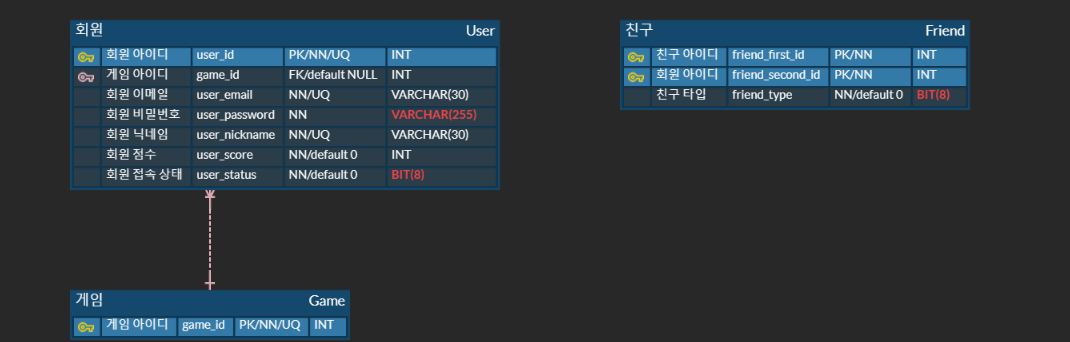 회원 User
회원 아이디 user_id PK/NN/UQ INT
게임 아이디 game_id FK/default NULL INT
회원 이메일 user_email NN/UQ VARCHAR(30)
회원 비밀번호 user_password NN VARCHAR(255)
회원 닉네임 user_nickname NN/UQ VARCHAR(30)
회원 점수 user_score NN/default 0 INT
회원 접속 상태 user_status NN/default 0 BIT(8)
친구 Friend
친구 아이디 friend_first_id PK/NN INT
회원 아이디 friend_second_id PK/NN INT
친구 타입 friend_type NN/default 0 BIT(8)
게임 Game
게임 아이디 game_id PK/NN/UQ INT